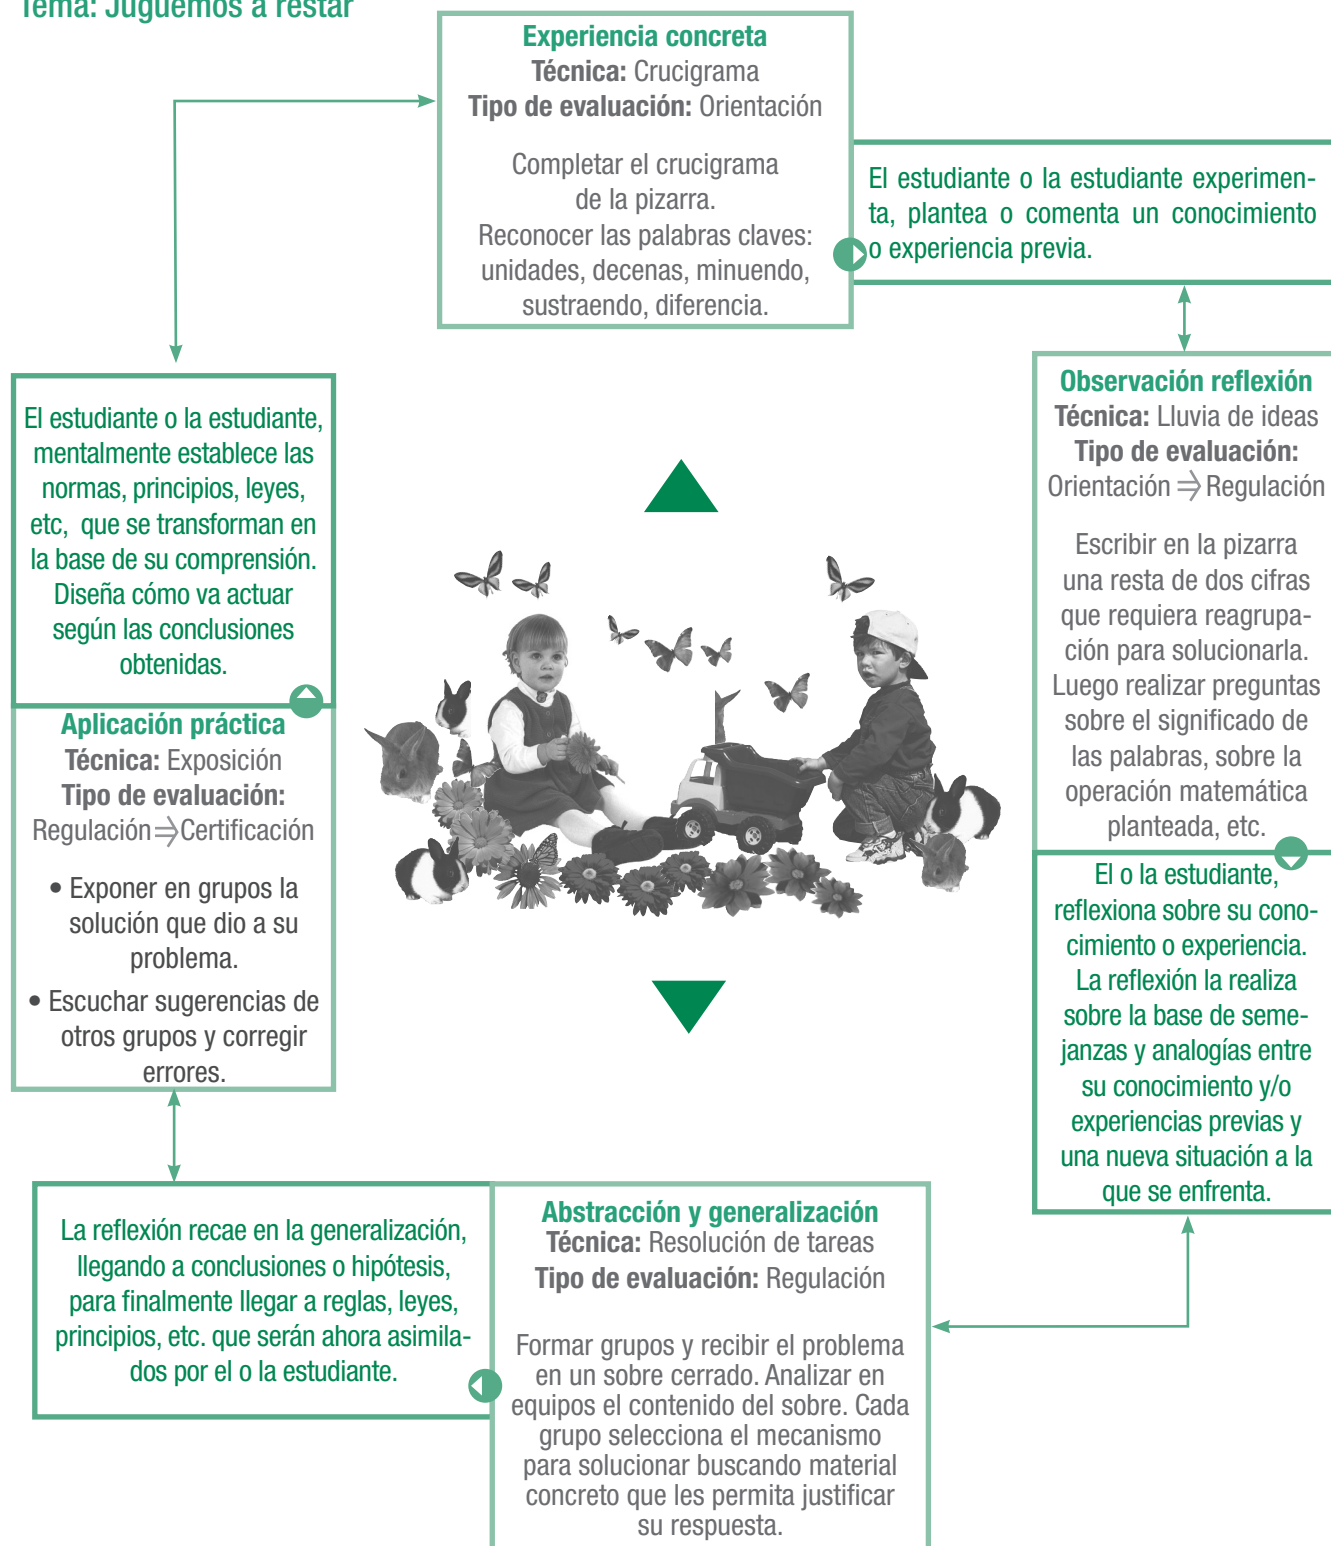 Tema: Juguemos a restar
Experiencia concreta
Técnica: Crucigrama
Tipo de evaluación: Orientación
Completar el crucigrama
de la pizarra.
Reconocer las palabras claves:
unidades, decenas, minuendo,
sustraendo, diferencia.
El estudiante o la estudiante experimen-
ta, plantea o comenta un conocimiento
o experiencia previa.
Observación reflexión
Técnica: Lluvia de ideas
Tipo de evaluación:
Orientación ⇒ Regulación
Escribir en la pizarra
una resta de dos cifras
que requiera reagrupa-
ción para solucionarla.
Luego realizar preguntas
sobre el significado de
las palabras, sobre la
operación matemática
planteada, etc.
El o la estudiante,
reflexiona sobre su cono-
cimiento o experiencia.
La reflexión la realiza
sobre la base de seme-
janzas y analogías entre
su conocimiento y/o
experiencias previas y
una nueva situación a la
que se enfrenta.
Abstracción y generalización
Técnica: Resolución de tareas
Tipo de evaluación: Regulación
Formar grupos y recibir el problema
en un sobre cerrado. Analizar en
equipos el contenido del sobre. Cada
grupo selecciona el mecanismo
para solucionar buscando material
concreto que les permita justificar
su respuesta.
La reflexión recae en la generalización,
llegando a conclusiones o hipótesis,
para finalmente llegar a reglas, leyes,
principios, etc. que serán ahora asimila-
dos por el o la estudiante.
Aplicación práctica
Técnica: Exposición
Tipo de evaluación:
Regulación ⇒ Certificación
• Exponer en grupos la
solución que dio a su
problema.
• Escuchar sugerencias de
otros grupos y corregir
errores.
El estudiante o la estudiante,
mentalmente establece las
normas, principios, leyes,
etc, que se transforman en
la base de su comprensión.
Diseña cómo va actuar
según las conclusiones
obtenidas.